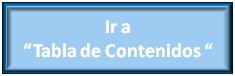 Ir a
“Tabla de Contenidos “